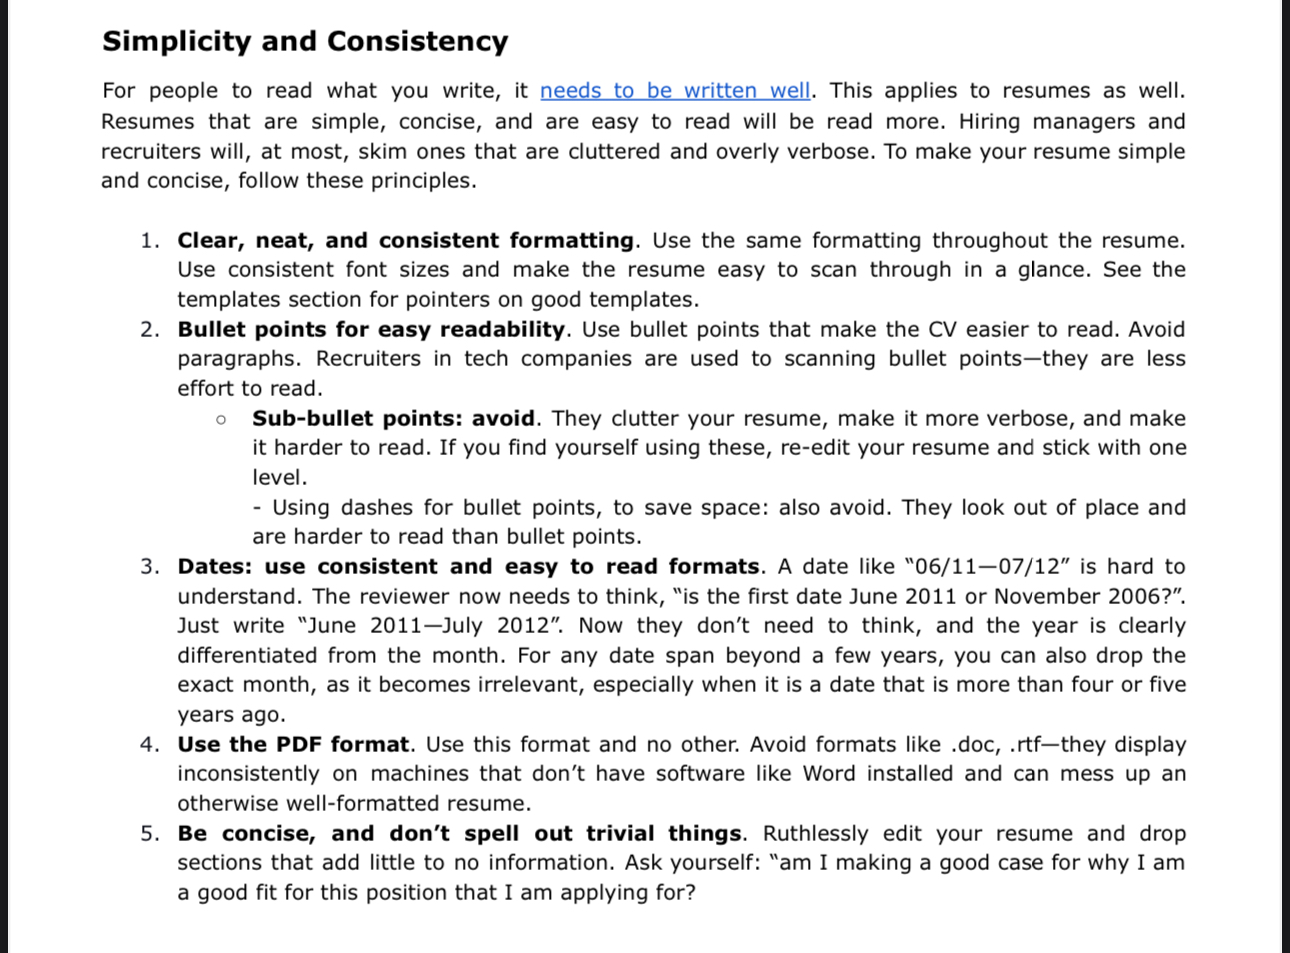 Simplicity and Consistency
For people to read what you write, it needs to be written well. This applies to resumes as well.
Resumes that are simple, concise, and are easy to read will be read more. Hiring managers and
recruiters will, at most, skim ones that are cluttered and overly verbose. To make your resume simple
and concise, follow these principles.
1. Clear, neat, and consistent formatting. Use the same formatting throughout the resume.
Use consistent font sizes and make the resume easy to scan through in a glance. See the
templates section for pointers on good templates.
2. Bullet points for easy readability. Use bullet points that make the CV easier to read. Avoid
paragraphs. Recruiters in tech companies are used to scanning bullet points—they are less
effort to read.
○ Sub-bullet points: avoid. They clutter your resume, make it more verbose, and make
it harder to read. If you find yourself using these, re-edit your resume and stick with one
level.
- Using dashes for bullet points, to save space: also avoid. They look out of place and
are harder to read than bullet points.
3. Dates: use consistent and easy to read formats. A date like “06/11—07/12” is hard to
understand. The reviewer now needs to think, “is the first date June 2011 or November 2006?”.
Just write “June 2011—July 2012”. Now they don’t need to think, and the year is clearly
differentiated from the month. For any date span beyond a few years, you can also drop the
exact month, as it becomes irrelevant, especially when it is a date that is more than four or five
years ago.
4. Use the PDF format. Use this format and no other. Avoid formats like .doc, .rtf—they display
inconsistently on machines that don’t have software like Word installed and can mess up an
otherwise well-formatted resume.
5. Be concise, and don’t spell out trivial things. Ruthlessly edit your resume and drop
sections that add little to no information. Ask yourself: “am I making a good case for why I am
a good fit for this position that I am applying for?